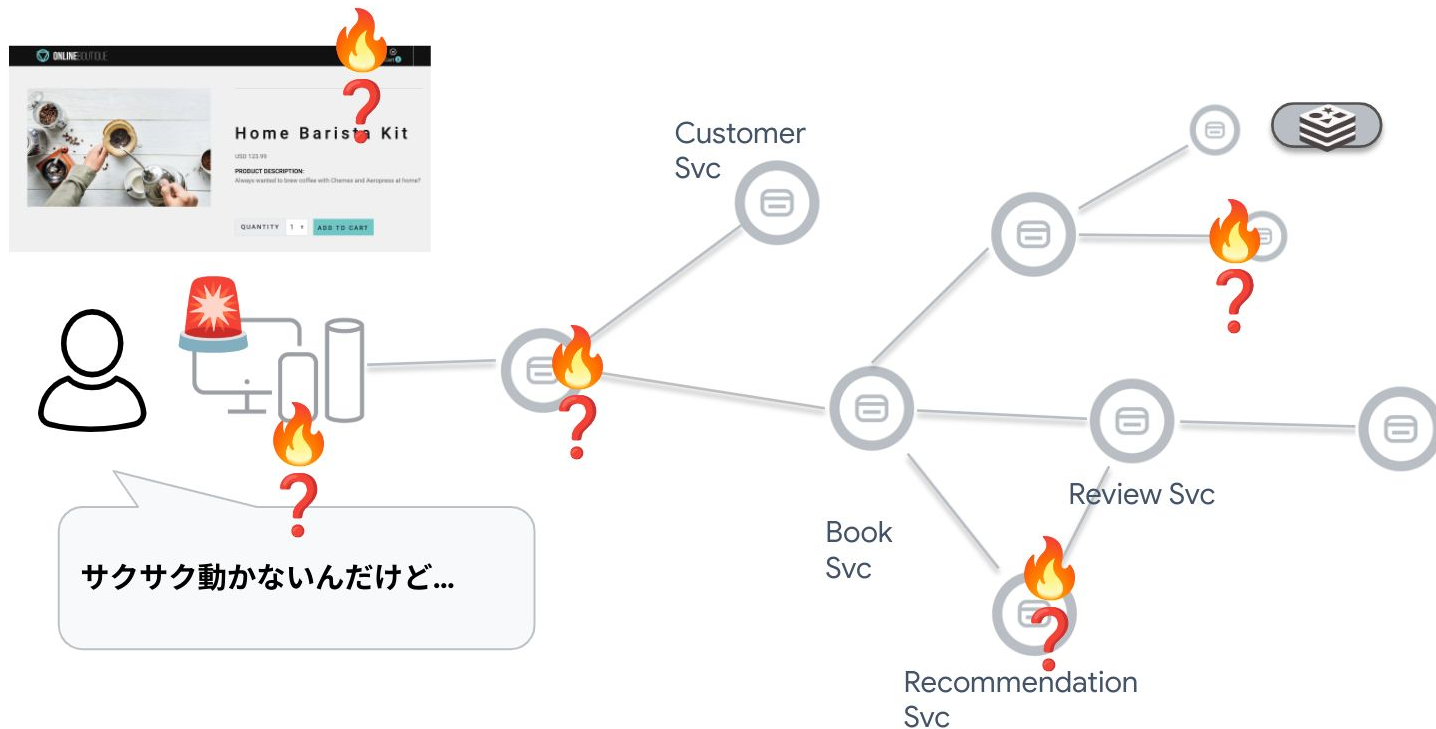 ONLINEBOUTIQUE
Home Barista Kit
USD 123.99
PRODUCT DESCRIPTION:
Always wanted to brew coffee with Chemex and Aeropress at home?
QUANTITY
1
ADD TO CART
Customer
Svc
サクサク動かないんだけど...
Book
Svc
Review Svc
Recommendation
Svc